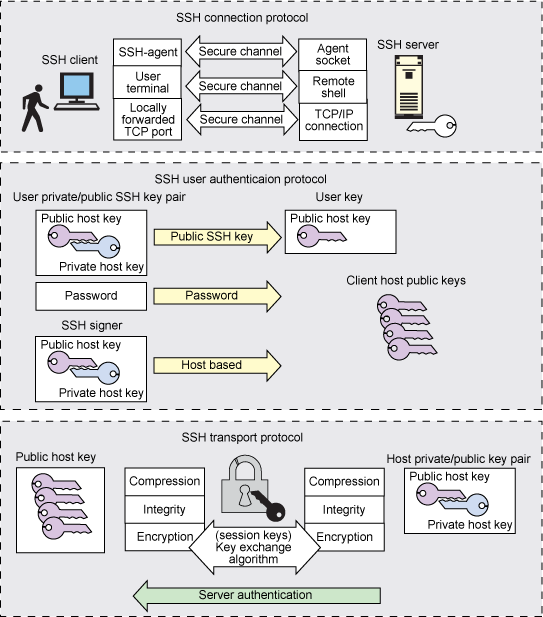 SSH connection protocol
SSH client
SSH-agent
Secure channel
Agent
socket
SSH server
User
terminal
Secure channel
Remote
shell
Locally
forwarded
TCP port
Secure channel
TCP/IP
connection
SSH user authenticaion protocol
User private/public SSH key pair
User key
Public host key
Private host key
Public SSH key
Public host key
Password
Password
Client host public keys
SSH signer
Public host key
Private host key
Host based
SSH transport protocol
Public host key
Host private/public key pair
Compression
Integrity
Encryption
(session keys)
Key exchange
algorithm
Compression
Integrity
Encryption
Public host key
Private host key
Server authentication